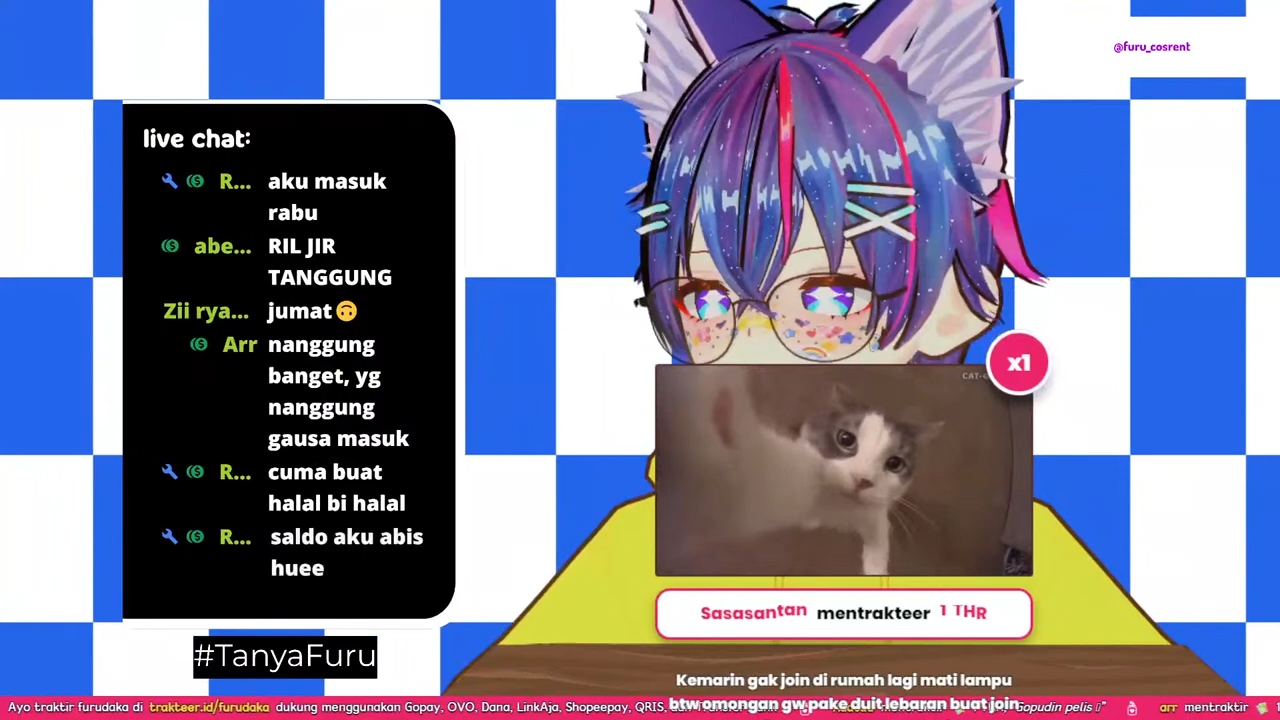 @furu_cosrent
live chat:
R... aku masuk
rabu
abe... RIL JIR
TANGGUNG
Zii rya... jumat🙃
Arr nanggung
banget, yg
nanggung
gausa masuk
R... cuma buat
halal bi halal
R... saldo aku abis
huee
#TanyaFuru
x1
Sasasantan mentrakteer 1 THR
Kemarin gak join di rumah lagi mati lampu
btw omongan gw pake duit lebaran buat join
Ayo traktir furudaka di trakteer.id/furudaka dukung menggunakan Gopay, OVO, Dana, LinkAja, Shopeepay, QRIS, "Gopudin pelis arr mentraktir